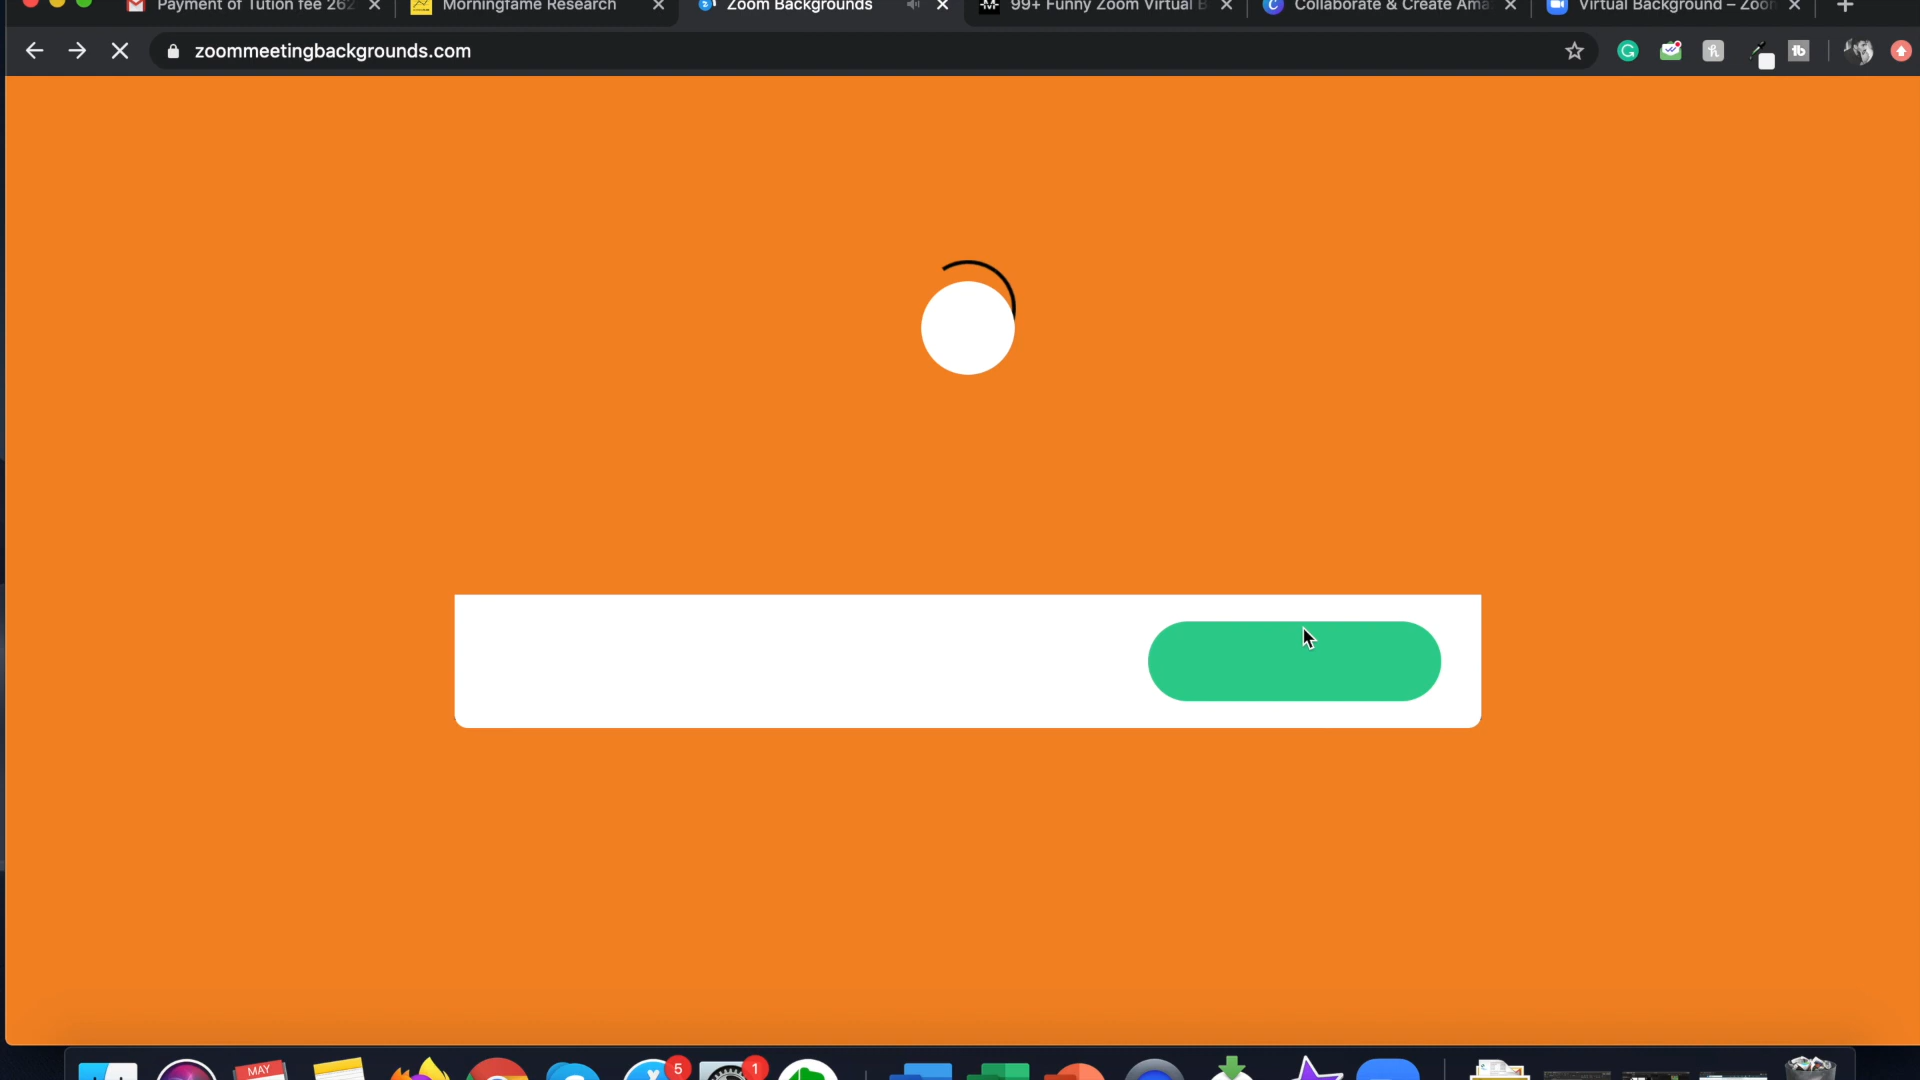 Payment of Tution fee 262
Morningfame Research
Zoom Backgrounds
99+ Funny Zoom Virtual B
Collaborate & Create Ama
Virtual Background – Zoom
zoommeetingbackgrounds.com
MAY
5
1